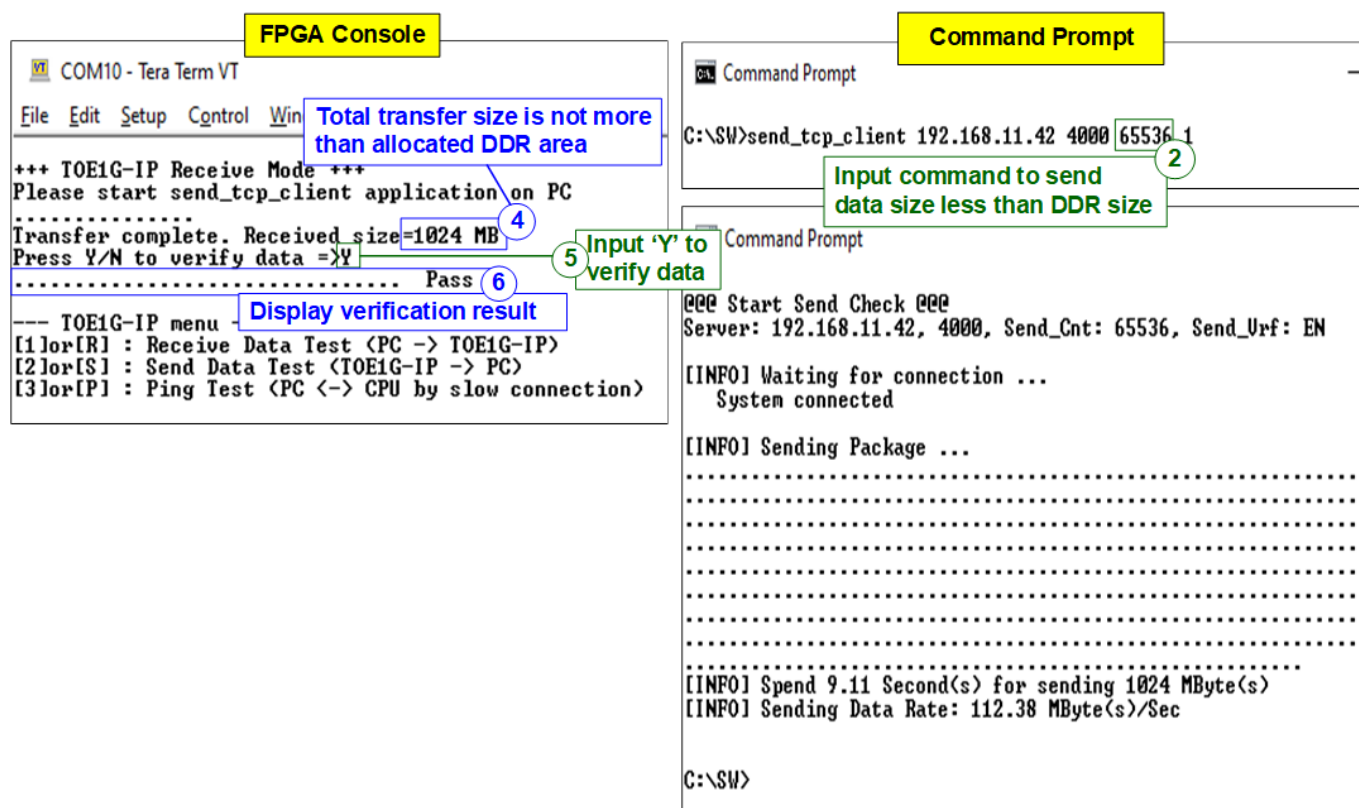 FPGA Console
COM10 - Tera Term VT
File Edit Setup Control Win
Total transfer size is not more
than allocated DDR area
+++ TOE1G-IP Receive Mode +++
Please start send_tcp_client application on PC
...............
4
Transfer complete. Received size=1024 MB
Press Y/N to verify data =>Y
5
Input ‘Y’ to
verify data
................................ Pass
6
Display verification result
--- TOE1G-IP menu -
[1]or[R] : Receive Data Test (PC -> TOE1G-IP)
[2]or[S] : Send Data Test (TOE1G-IP -> PC)
[3]or[P] : Ping Test (PC <-> CPU by slow connection)
Command Prompt
Command Prompt
C:\SW>send_tcp_client 192.168.11.42 4000 65536 1
2
Input command to send
data size less than DDR size
Command Prompt
@@@ Start Send Check @@@
Server: 192.168.11.42, 4000, Send_Cnt: 65536, Send_Vrf: EN
[INFO] Waiting for connection ...
System connected
[INFO] Sending Package ...
.............................................................
.............................................................
.............................................................
.............................................................
.............................................................
.............................................................
.............................................................
.............................................................
........................................................
[INFO] Spend 9.11 Second(s) for sending 1024 MByte(s)
[INFO] Sending Data Rate: 112.38 MByte(s)/Sec
C:\SW>